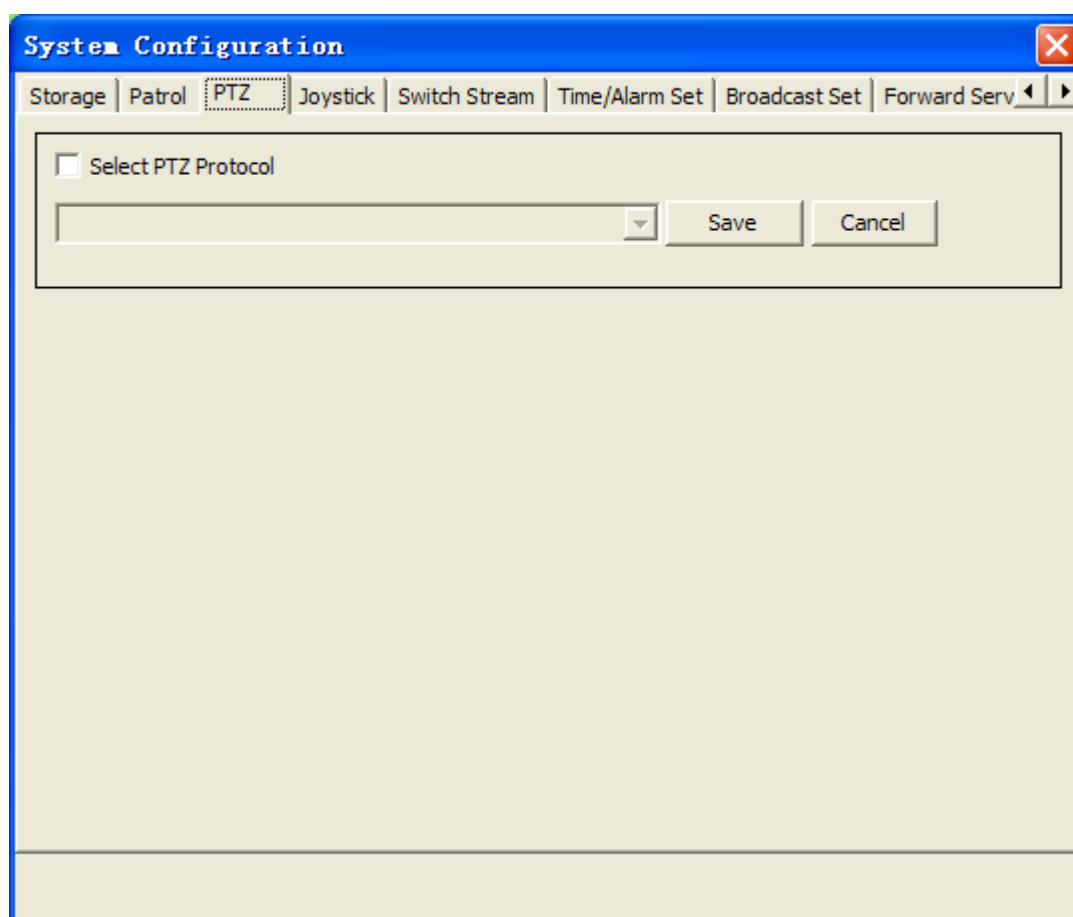 System Configuration
Storage Patrol PTZ Joystick Switch Stream Time/Alarm Set Broadcast Set Forward Serv
Select PTZ Protocol
Save Cancel